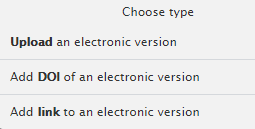 Choose type
Upload an electronic version
Add DOI of an electronic version
Add link to an electronic version